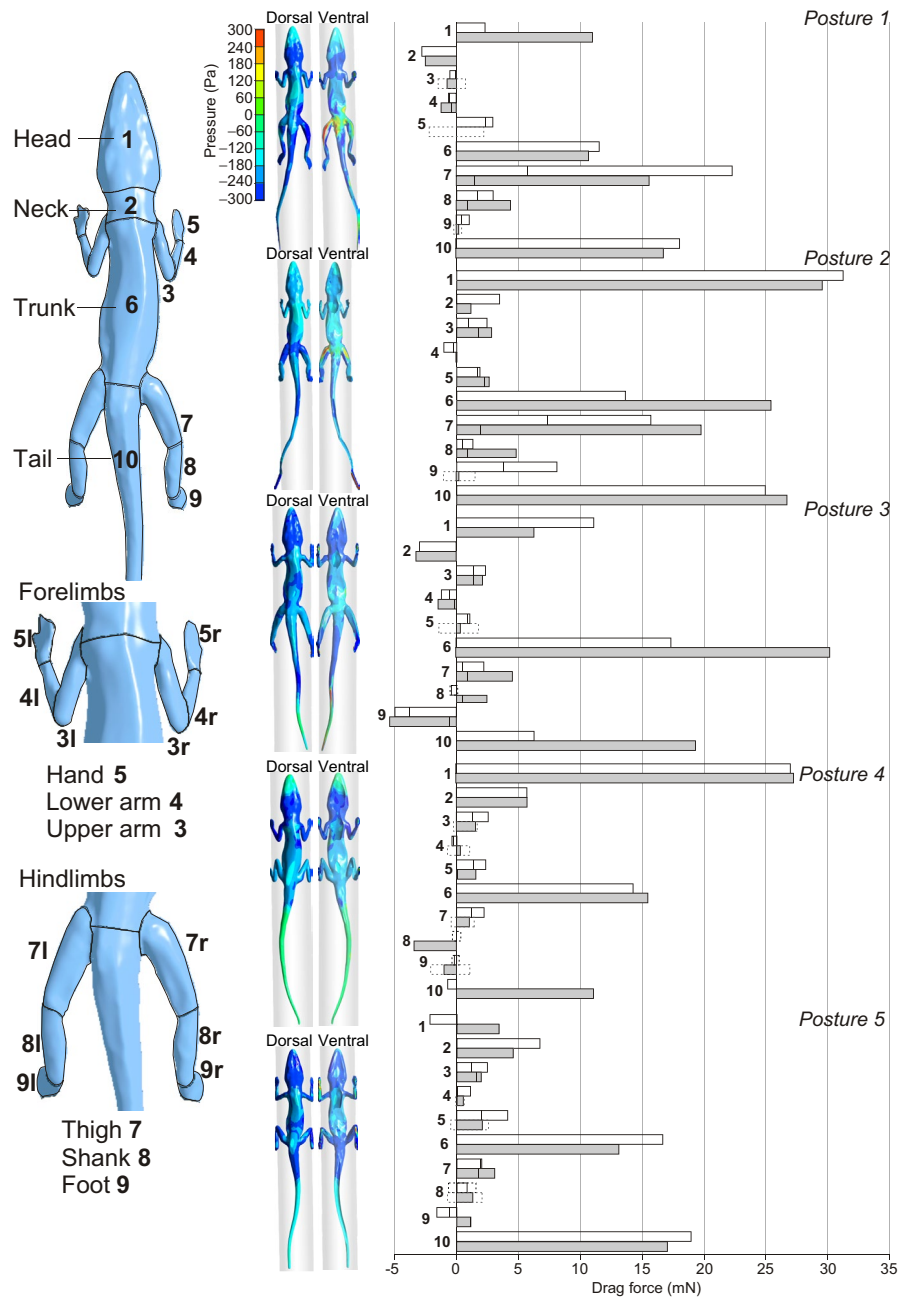 Head
1
Neck
2
5
4
3
Trunk
6
7
Tail
10
8
9
Forelimbs
5l
5r
4l
4r
3l
3r
Hand 5
Lower arm 4
Upper arm 3
Hindlimbs
7l
7r
8l
8r
9l
9r
Thigh 7
Shank 8
Foot 9
Pressure (Pa)
300
240
180
120
60
0
–60
–120
–180
–240
–300
Dorsal Ventral
Dorsal Ventral
Dorsal Ventral
Dorsal Ventral
Dorsal Ventral
Posture 1
1
2
3
4
5
6
7
8
9
10
Posture 2
1
2
3
4
5
6
7
8
9
10
Posture 3
1
2
3
4
5
6
7
8
9
10
Posture 4
1
2
3
4
5
6
7
8
9
10
Posture 5
1
2
3
4
5
6
7
8
9
10
-5 0 5 10 15 20 25 30 35
Drag force (mN)